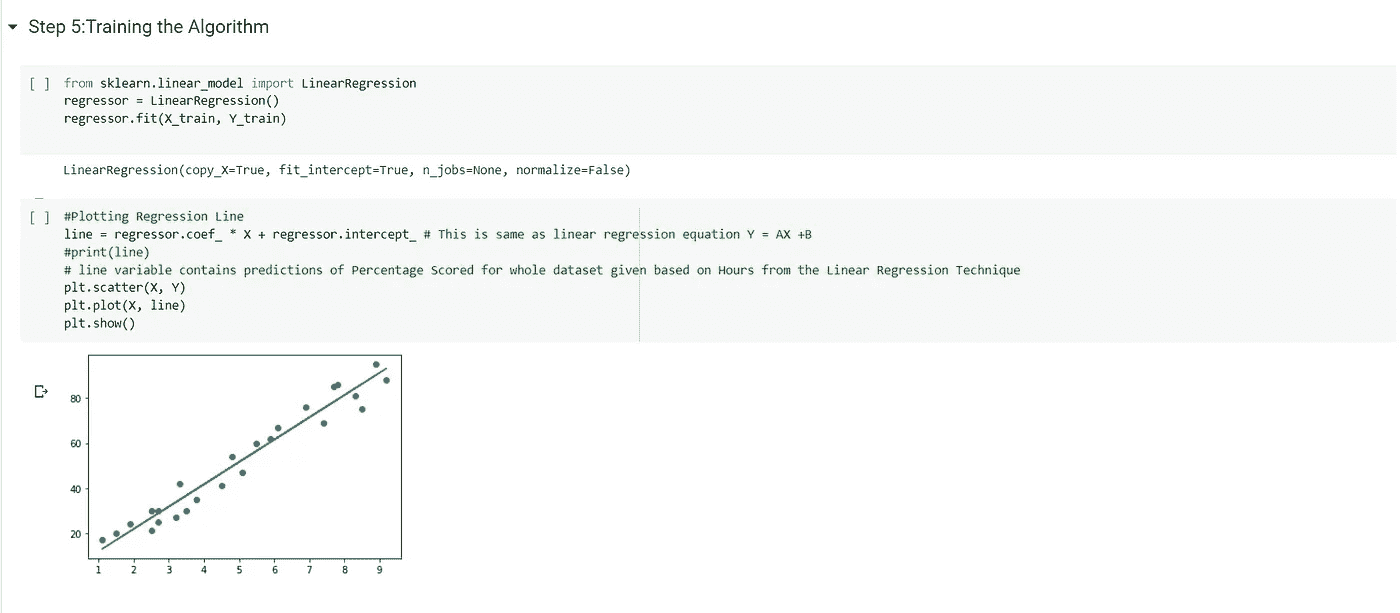 Step 5:Training the Algorithm
[ ] from sklearn.linear_model import LinearRegression
regressor = LinearRegression()
regressor.fit(X_train, Y_train)
LinearRegression(copy_X=True, fit_intercept=True, n_jobs=None, normalize=False)
[ ] #Plotting Regression Line
line = regressor.coef_ * X + regressor.intercept_ # This is same as linear regression equation Y = AX +B
#print(line)
# line variable contains predictions of Percentage Scored for whole dataset given based on Hours from the Linear Regression Technique
plt.scatter(X, Y)
plt.plot(X, line)
plt.show()
80
60
40
20
1 2 3 4 5 6 7 8 9